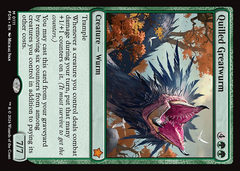 Quilled Greatwurm
4
Creature — Wurm
Trample
Whenever a creature you control deals combat
damage during your turn, put that many
+1/+1 counters on it. (It must survive to get the
counters.)
You may cast this card from your graveyard
by removing six counters from among
creatures you control in addition to paying
its other costs.
7/7